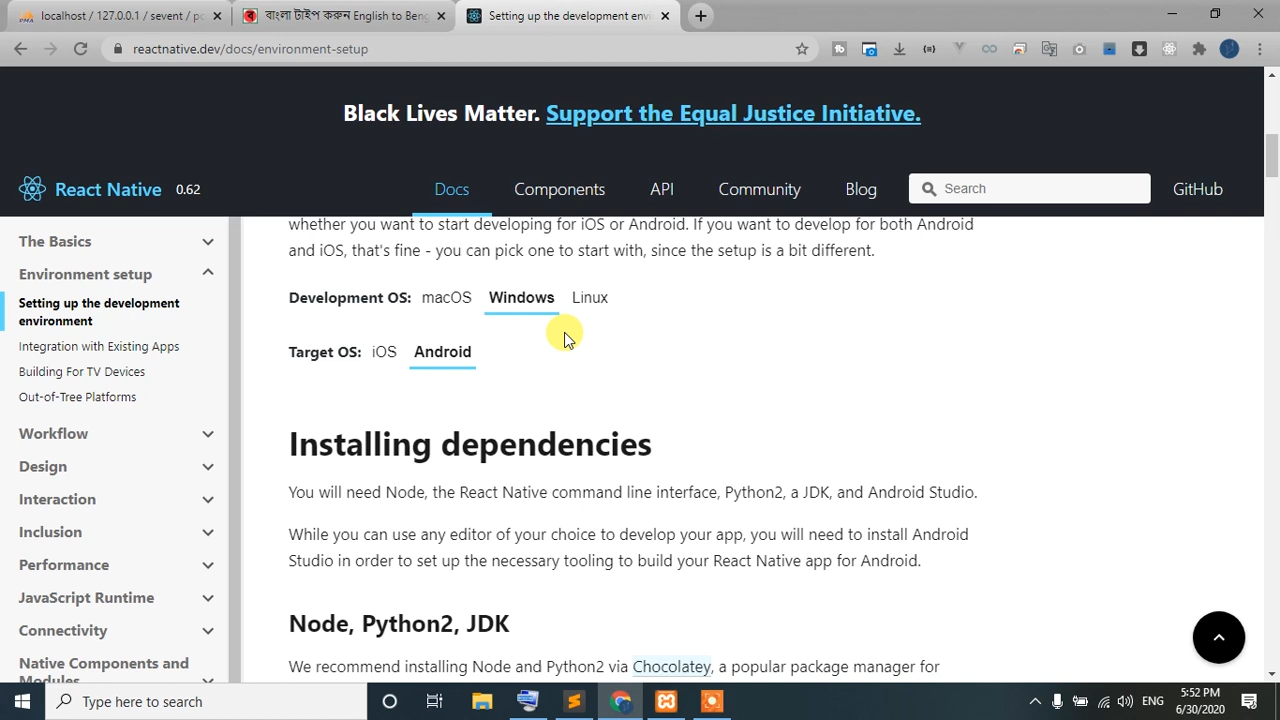 localhost / 127.0.0.1 / sevent / pc
বাংলা টাইপ করুন English to Beng
Setting up the development envi
reactnative.dev/docs/environment-setup
Black Lives Matter. Support the Equal Justice Initiative.
React Native 0.62 Docs Components API Community Blog Search GitHub
The Basics
Environment setup
Setting up the development
environment
Integration with Existing Apps
Building For TV Devices
Out-of-Tree Platforms
Workflow
Design
Interaction
Inclusion
Performance
JavaScript Runtime
Connectivity
Native Components and
Modules
whether you want to start developing for iOS or Android. If you want to develop for both Android
and iOS, that's fine - you can pick one to start with, since the setup is a bit different.
Development OS: macOS Windows Linux
Target OS: iOS Android
Installing dependencies
You will need Node, the React Native command line interface, Python2, a JDK, and Android Studio.
While you can use any editor of your choice to develop your app, you will need to install Android
Studio in order to set up the necessary tooling to build your React Native app for Android.
Node, Python2, JDK
We recommend installing Node and Python2 via Chocolatey, a popular package manager for
Type here to search
ENG
5:52 PM
6/30/2020